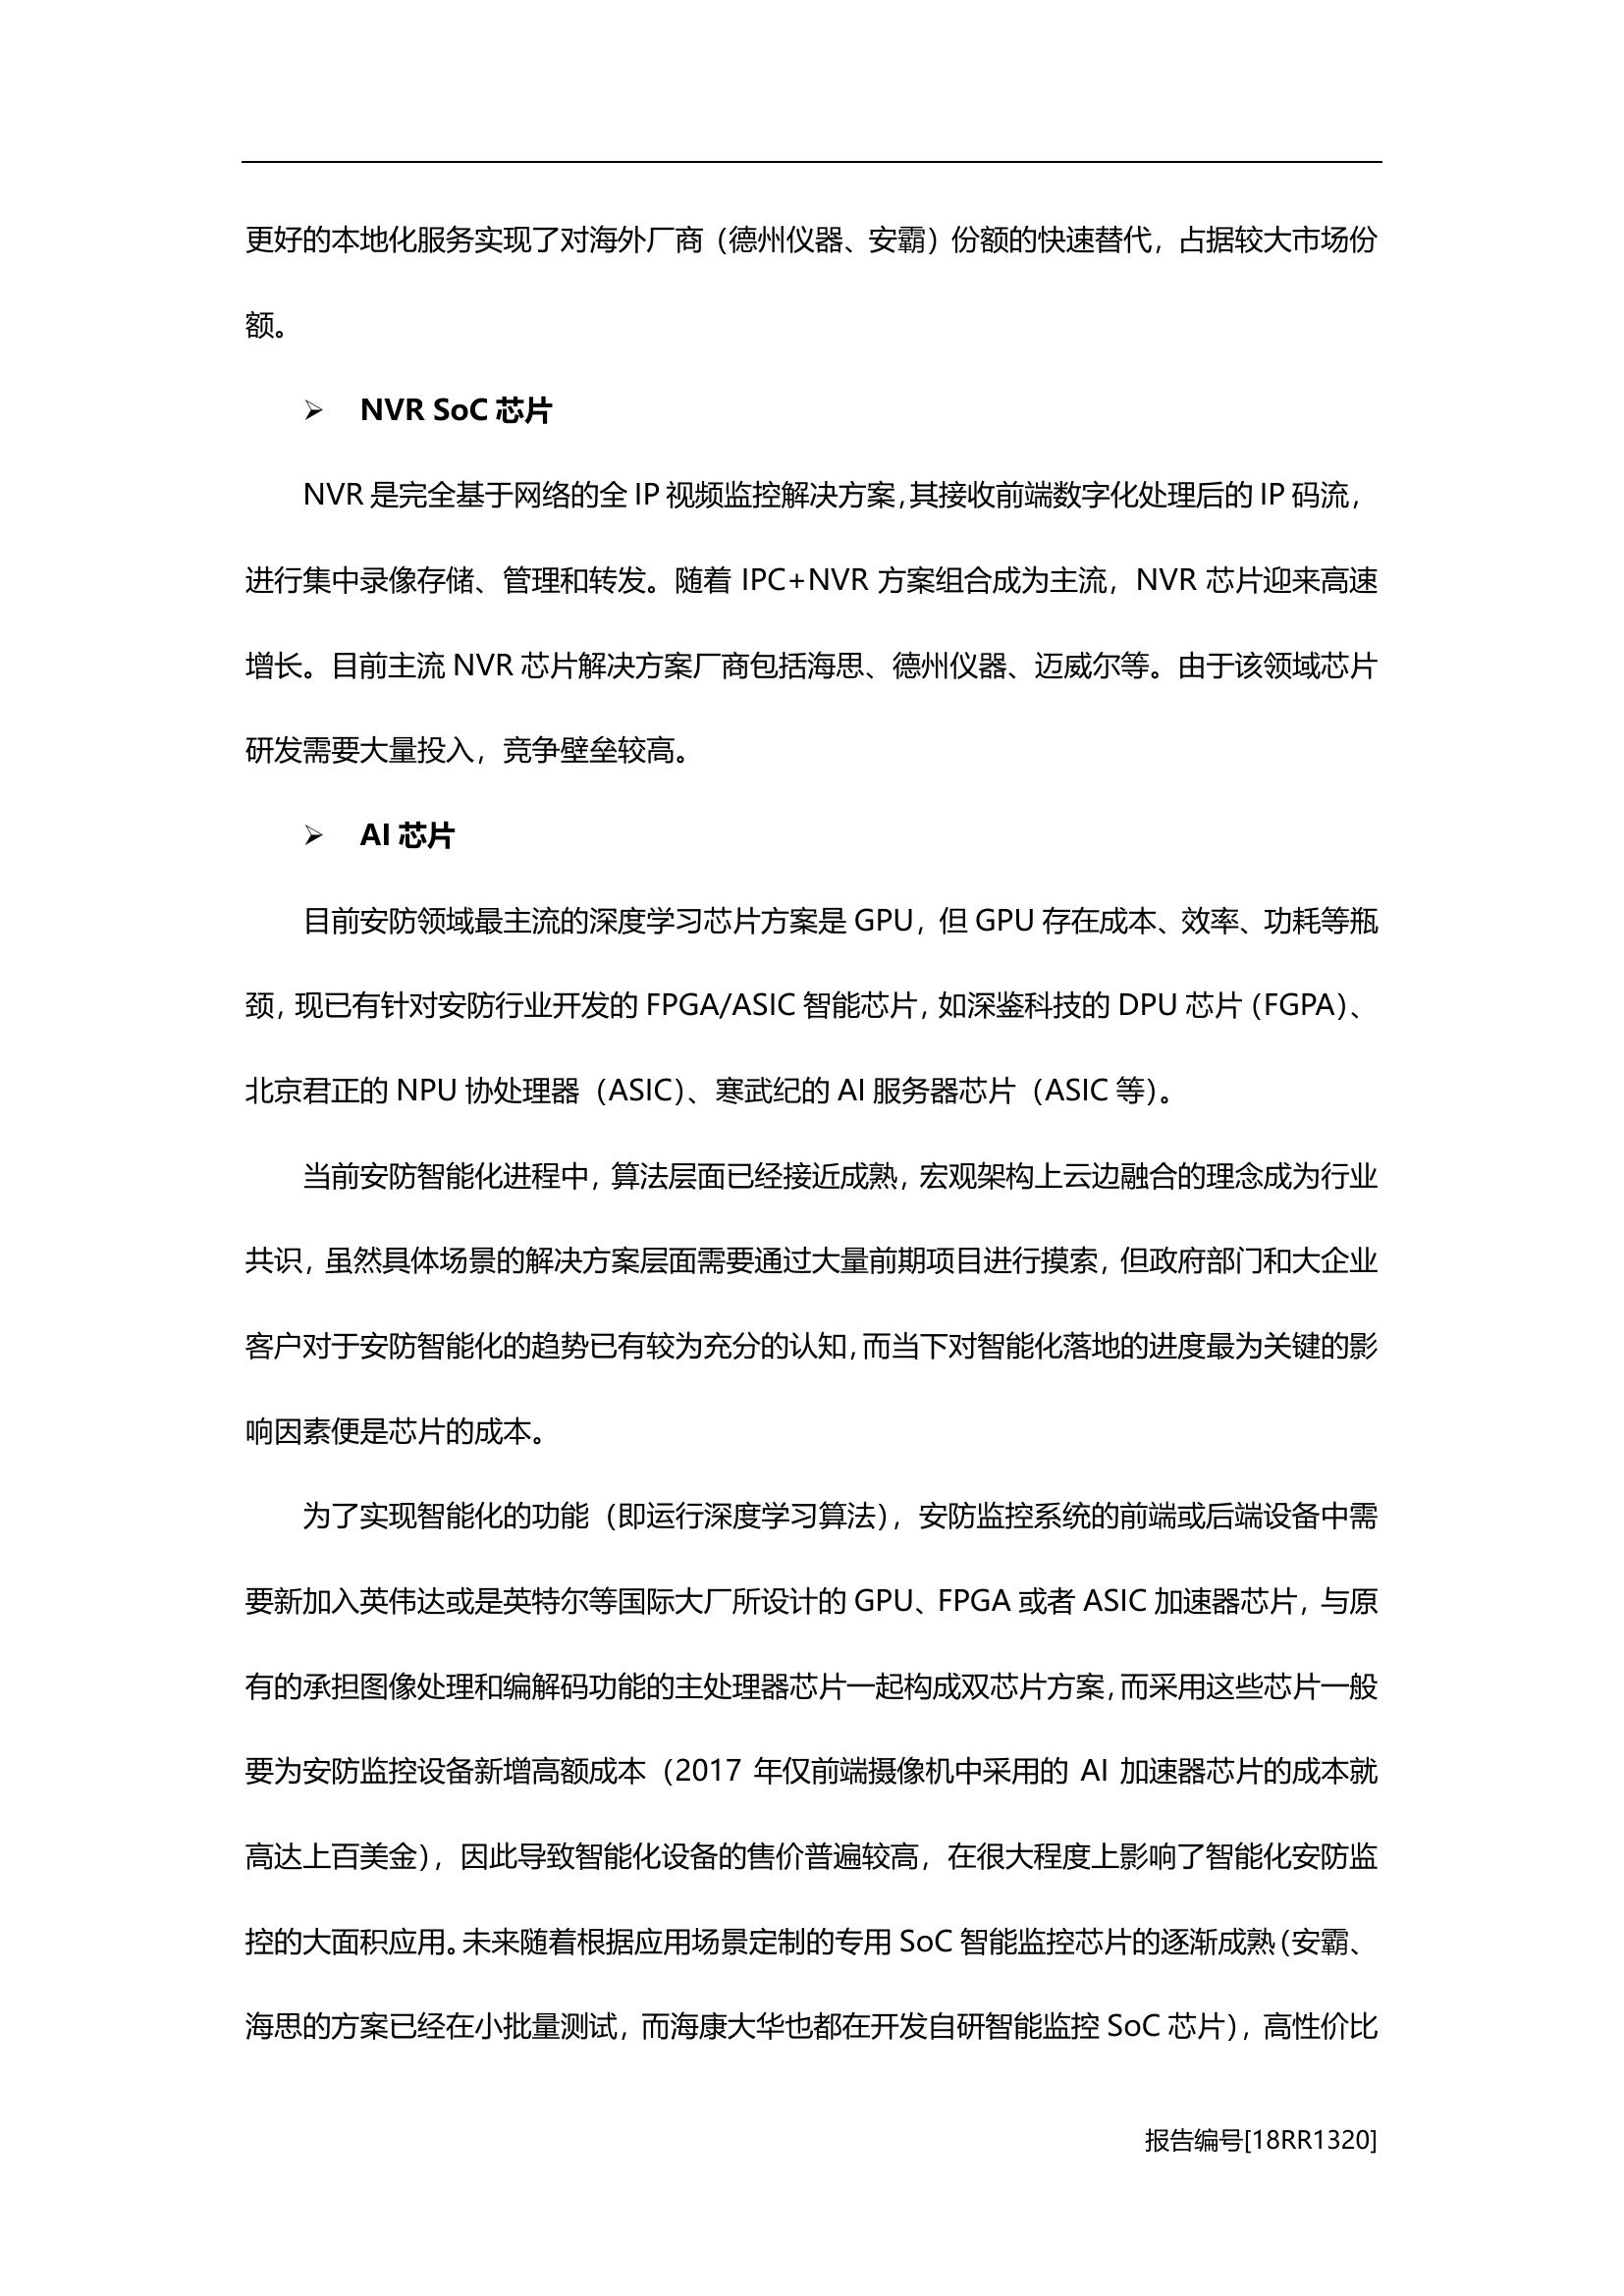 更好的本地化服务实现了对海外厂商（德州仪器、安霸）份额的快速替代，占据较大市场份
额。
➢ NVR SoC 芯片
NVR 是完全基于网络的全 IP 视频监控解决方案，其接收前端数字化处理后的 IP 码流，
进行集中录像存储、管理和转发。随着 IPC+NVR 方案组合成为主流，NVR 芯片迎来高速
增长。目前主流 NVR 芯片解决方案厂商包括海思、德州仪器、迈威尔等。由于该领域芯片
研发需要大量投入，竞争壁垒较高。
➢ AI 芯片
目前安防领域最主流的深度学习芯片方案是 GPU，但 GPU 存在成本、效率、功耗等瓶
颈，现已有针对安防行业开发的 FPGA/ASIC 智能芯片，如深鉴科技的 DPU 芯片（FGPA）、
北京君正的 NPU 协处理器（ASIC）、寒武纪的 AI 服务器芯片（ASIC 等）。
当前安防智能化进程中，算法层面已经接近成熟，宏观架构上云边融合的理念成为行业
共识，虽然具体场景的解决方案层面需要通过大量前期项目进行摸索，但政府部门和大企业
客户对于安防智能化的趋势已有较为充分的认知，而当下对智能化落地的进度最为关键的影
响因素便是芯片的成本。
为了实现智能化的功能（即运行深度学习算法），安防监控系统的前端或后端设备中需
要新加入英伟达或是英特尔等国际大厂所设计的 GPU、FPGA 或者 ASIC 加速器芯片，与原
有的承担图像处理和编解码功能的主处理器芯片一起构成双芯片方案，而采用这些芯片一般
要为安防监控设备新增高额成本（2017 年仅前端摄像机中采用的 AI 加速器芯片的成本就
高达上百美金），因此导致智能化设备的售价普遍较高，在很大程度上影响了智能化安防监
控的大面积应用。未来随着根据应用场景定制的专用 SoC 智能监控芯片的逐渐成熟（安霸、
海思的方案已经在小批量测试，而海康大华也都在开发自研智能监控 SoC 芯片），高性价比
报告编号[18RR1320]